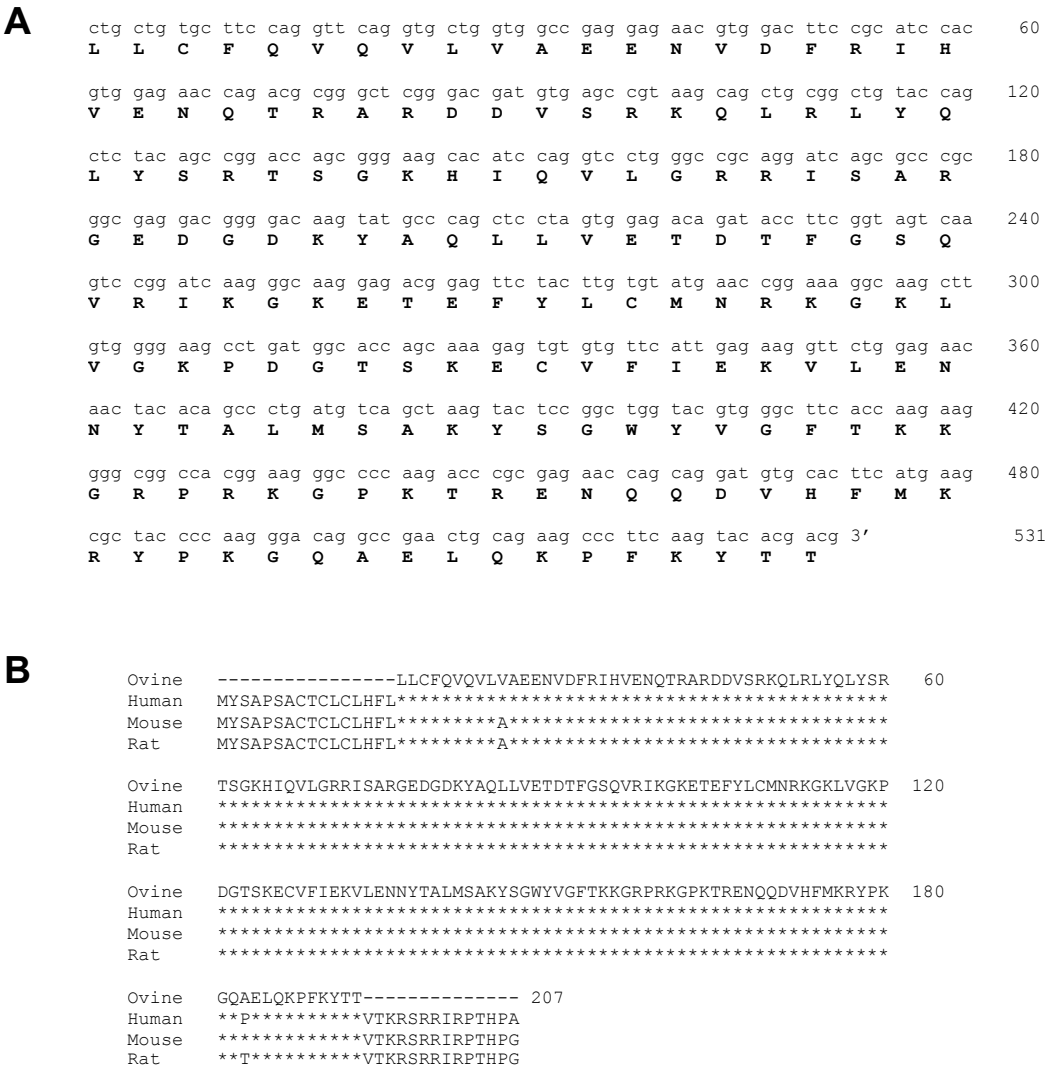 A
ctg ctg tgc ttc cag gtt cag gtg ctg gtg gcc gag gag aac gtg gac ttc cgc atc cac 60
L L C F Q V Q V L V A E E N V D F R I H
gtg gag aac cag acg cgg gct cgg gac gat gtg agc cgt aag cag ctg cgg ctg tac cag 120
V E N Q T R A R D D V S R K Q L R L Y Q
ctc tac agc cgg acc agc ggg aag cac atc cag gtc ctg ggc cgc agg atc agc gcc cgc 180
L Y S R T S G K H I Q V L G R R I S A R
ggc gag gac ggg gac aag tat gcc cag ctc cta gtg gag aca gat acc ttc ggt agt caa 240
G E D G D K Y A Q L L V E T D T F G S Q
gtc cgg atc aag ggc aag gag acg gag ttc tac ttg tgt atg aac cgg aaa ggc aag ctt 300
V R I K G K E T E F Y L C M N R K G K L
gtg ggg aag cct gat ggc acc agc aaa gag tgt gtg ttc att gag aag gtt ctg gag aac 360
V G K P D G T S K E C V F I E K V L E N
aac tac aca gcc ctg atg tca gct aag tac tcc ggc tgg tac gtg ggc ttc acc aag aag 420
N Y T A L M S A K Y S G W Y V G F T K K
ggg cgg cca cgg aag ggc ccc aag acc cgc gag aac cag cag gat gtg cac ttc atg aag 480
G R P R K G P K T R E N Q Q D V H F M K
cgc tac ccc aag gga cag gcc gaa ctg cag aag ccc ttc aag tac acg acg 3’ 531
R Y P K G Q A E L Q K P F K Y T T
B
Ovine ----------------LLCFQVQVLVAEENVDFRIHVENQTRARDDVSRKQLRLYQLYSR 60
Human MYSAPSACTCLCLHFL********************************************
Mouse MYSAPSACTCLCLHFL*********A**********************************
Rat MYSAPSACTCLCLHFL*********A**********************************
Ovine TSGKHIQVLGRRISARGEDGDKYAQLLVETDTFGSQVRIKGKETEFYLCMNRKGKLVGKP 120
Human ************************************************************
Mouse ************************************************************
Rat ************************************************************
Ovine DGTSKECVFIEKVLENNYTALMSAKYSGWYVGFTKKGRPRKGPKTRENQQDVHFMKRYPK 180
Human ************************************************************
Mouse ************************************************************
Rat ************************************************************
Ovine GQAELQKPFKYTT-------------- 207
Human **P**********VTKRSRRIRPTHPA
Mouse *************VTKRSRRIRPTHPG
Rat **T**********VTKRSRRIRPTHPG